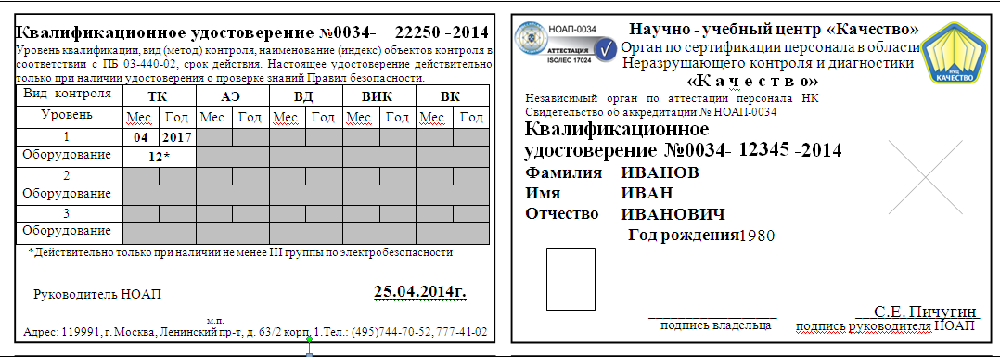 Квалификационное удостоверение №0034- 22250 -2014
Уровень квалификации, вид (метод) контроля, наименование (индекс) объектов контроля в
соответствии с ПБ 03-440-02, срок действия. Настоящее удостоверение действительно
только при наличии удостоверения о проверке знаний Правил безопасности.
Вид контроля ТК АЭ ВД ВИК ВК
Уровень Мес. Год Мес. Год Мес. Год Мес. Год Мес. Год
1 04 2017
Оборудование 12*
2
Оборудование
3
Оборудование
*Действительно только при наличии не менее III группы по электробезопасности
Руководитель НОАП 25.04.2014г.
м.п.
Адрес: 119991, г. Москва, Ленинский пр-т, д. 63/2 корп. 1.Тел.: (495)744-70-52, 777-41-02
НОАП-0034
АТТЕСТАЦИЯ
ISO/IEC 17024
Научно - учебный центр «Качество»
Орган по сертификации персонала в области
Неразрушающего контроля и диагностики
«К а ч е с т в о»
НУЦ
КАЧЕСТВО
Независимый орган по аттестации персонала НК
Свидетельство об аккредитации № НОАП-0034
Квалификационное
удостоверение №0034- 12345 -2014
Фамилия ИВАНОВ
Имя ИВАН
Отчество ИВАНОВИЧ
Год рождения1980
С.Е. Пичугин
подпись владельца подпись руководителя НОАП